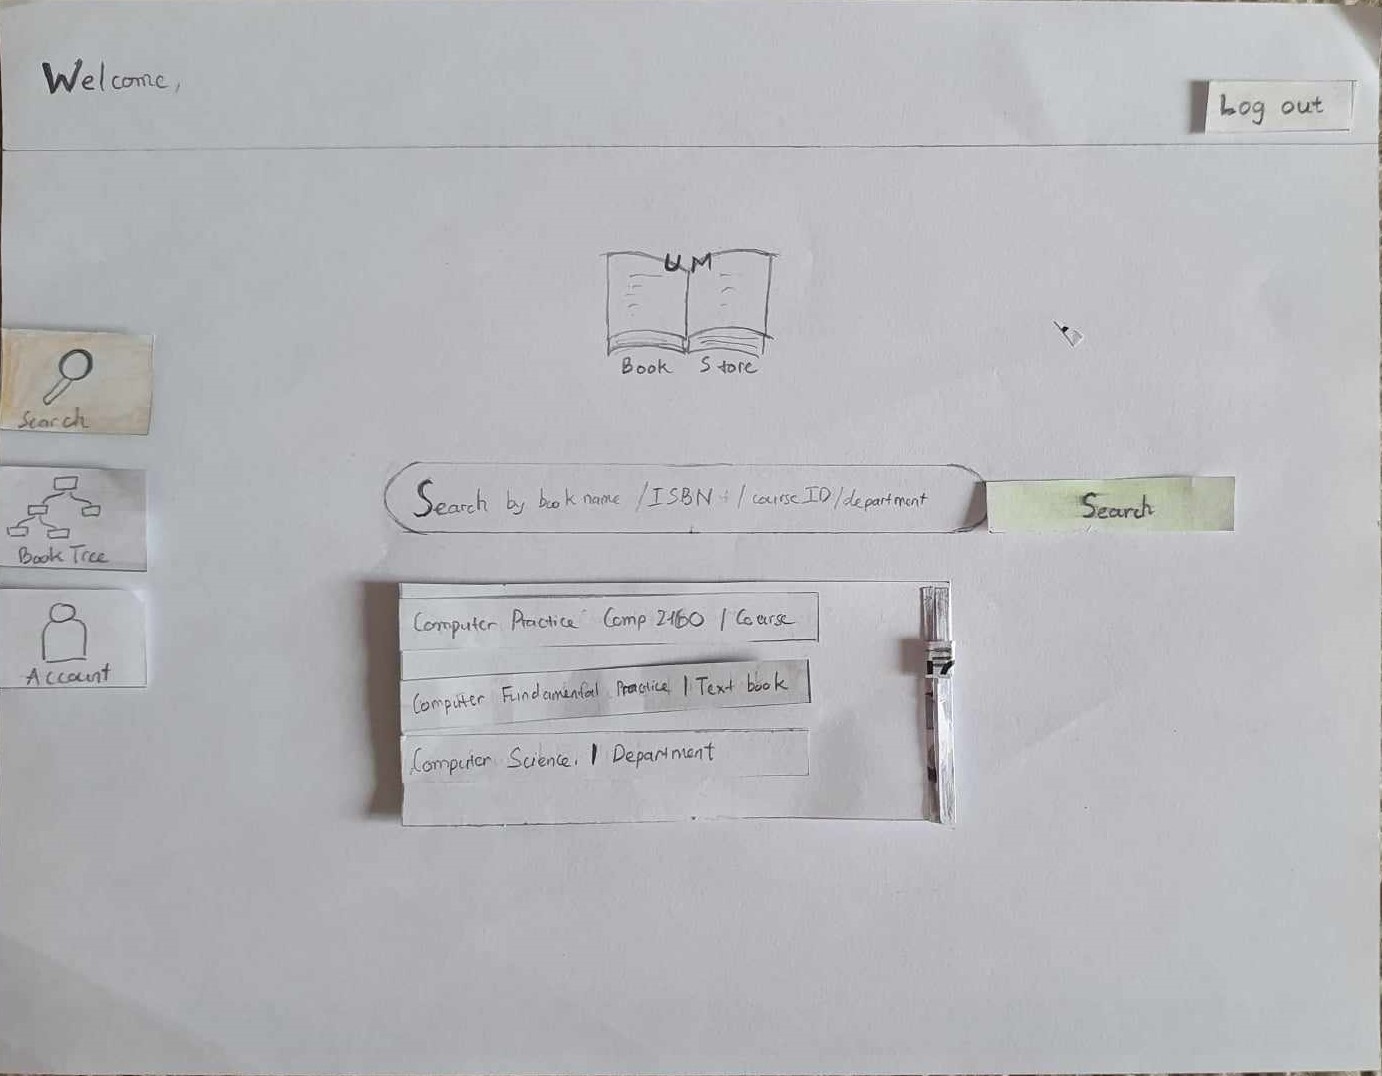 Welcome,
Log out
UM
Book Store
Search
Book Tree
Account
Search by book name / ISBN / course ID / department
Search
Computer Practice Comp 2160 / Course
Computer Fundamental Practice | Text book
Computer Science. | Department